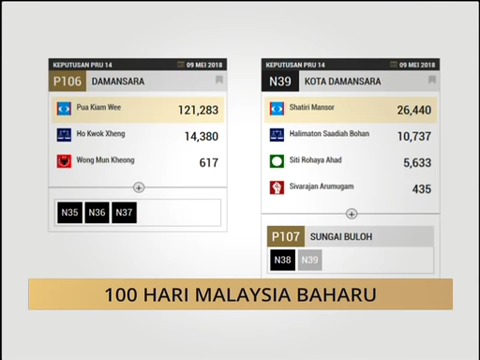 KEPUTUSAN PRU 14 09 MEI 2018
P106 DAMANSARA
Pua Kiam Wee 121,283
Ho Kwok Xheng 14,380
Wong Mun Kheong 617
N35 N36 N37
KEPUTUSAN PRU 14 09 MEI 2018
N39 KOTA DAMANSARA
Shatiri Mansor 26,440
Halimaton Saadiah Bohan 10,737
Siti Rohaya Ahad 5,633
Sivarajan Arumugam 435
P107 SUNGAI BULOH
N38 N39
100 HARI MALAYSIA BAHARU